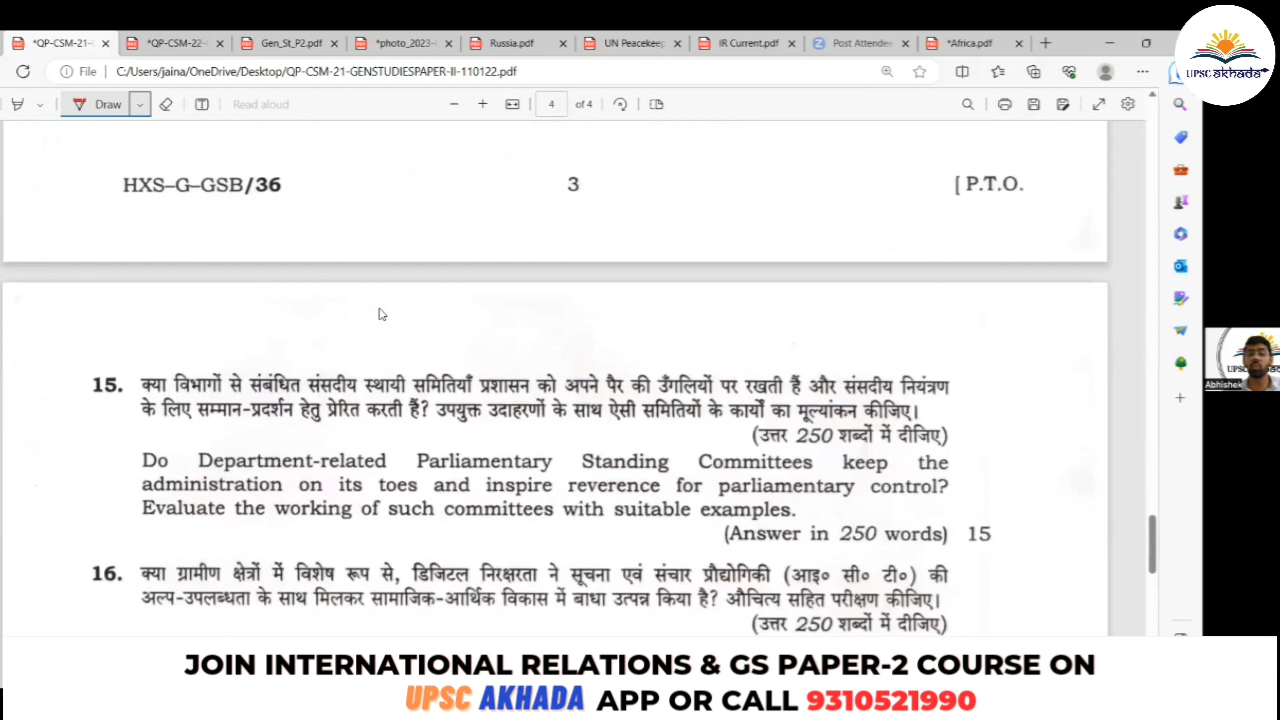 *QP-CSM-21-
*QP-CSM-22-
Gen_St_P2.pdf
*photo_2023-
Russia.pdf
UN Peacekeep
IR Current.pdf
Post Attendee
*Africa.pdf
File
C:/Users/jaina/OneDrive/Desktop/QP-CSM-21-GENSTUDIESPAPER-II-110122.pdf
UPSC akhada
Draw
Read aloud
4 of 4
HXS–G–GSB/36 3 [ P.T.O.
15. क्या विभागों से संबंधित संसदीय स्थायी समितियाँ प्रशासन को अपने पैर की उँगलियों पर रखती हैं और संसदीय नियंत्रण
के लिए सम्मान-प्रदर्शन हेतु प्रेरित करती हैं? उपयुक्त उदाहरणों के साथ ऐसी समितियों के कार्यों का मूल्यांकन कीजिए।
(उत्तर 250 शब्दों में दीजिए)
Do Department-related Parliamentary Standing Committees keep the
administration on its toes and inspire reverence for parliamentary control?
Evaluate the working of such committees with suitable examples.
(Answer in 250 words) 15
16. क्या ग्रामीण क्षेत्रों में विशेष रूप से, डिजिटल निरक्षरता ने सूचना एवं संचार प्रौद्योगिकी (आइ० सी० टी०) की
अल्प-उपलब्धता के साथ मिलकर सामाजिक-आर्थिक विकास में बाधा उत्पन्न किया है? औचित्य सहित परीक्षण कीजिए।
(उत्तर 250 शब्दों में दीजिए)
Abhishek
JOIN INTERNATIONAL RELATIONS & GS PAPER-2 COURSE ON
UPSC AKHADA APP OR CALL 9310521990